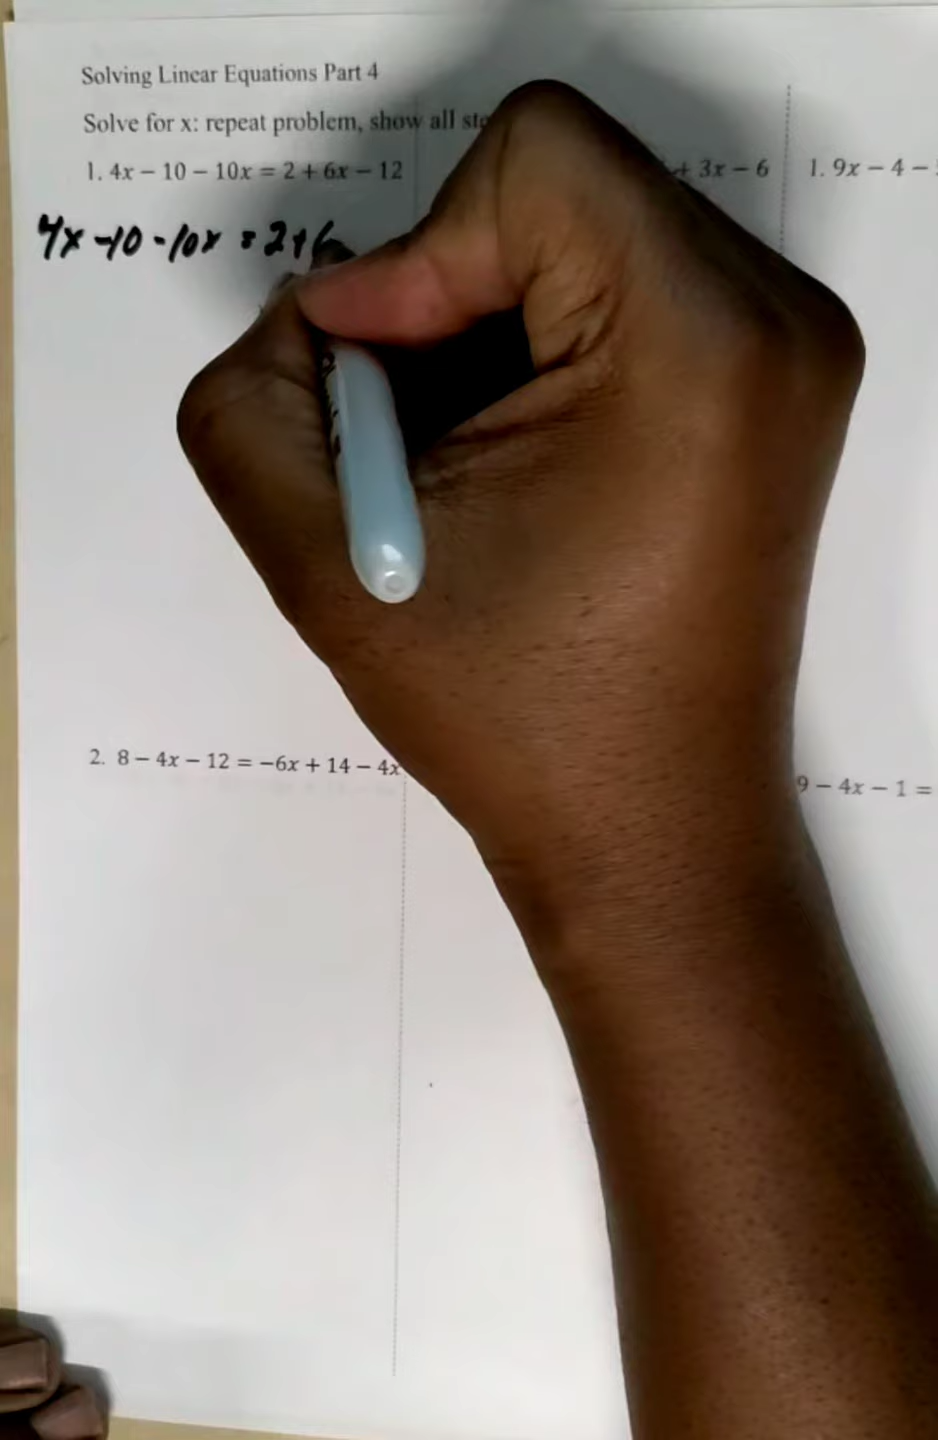 Solving Linear Equations Part 4
Solve for x: repeat problem, show all
1. 4x − 10 − 10x = 2 + 6x − 12
+ 3x − 6
1. 9x − 4 −
4x -10 -10x = 2+6
2. 8 − 4x − 12 = −6x + 14 − 4x
9 − 4x − 1 =